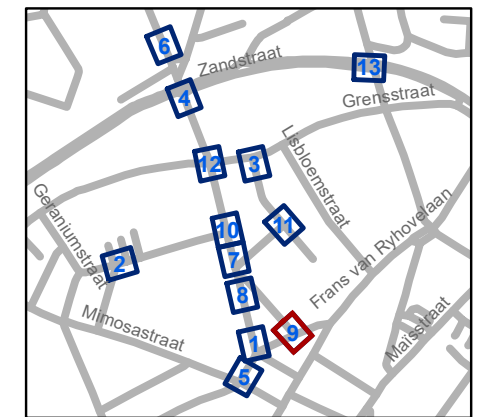 6
Zandstraat
13
4
Grensstraat
12
3
Lisbloemstraat
Geraniumstraat
11
10
7
2
Frans van Ryhovelaan
8
Mimosastraat
9
1
Maïsstraat
5